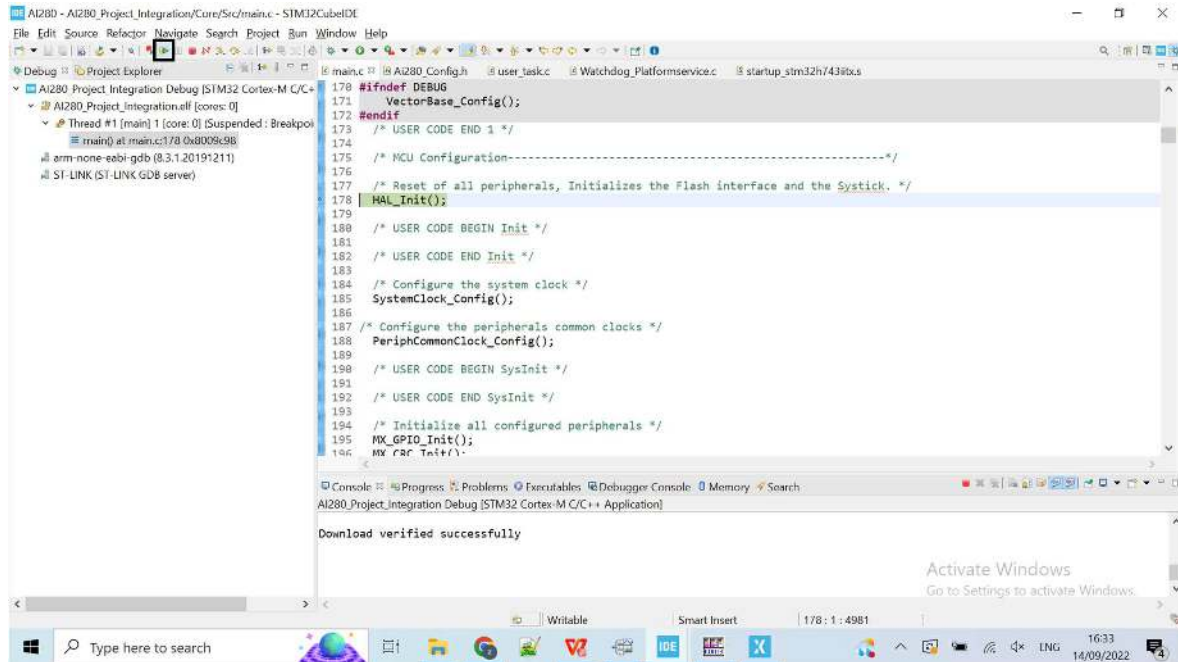 IDE AI280 - AI280_Project_Integration/Core/Src/main.c - STM32CubeIDE
File Edit Source Refactor Navigate Search Project Run Window Help
Debug Project Explorer
main.c AI280_Config.h user_task.c Watchdog_Platformservice.c startup_stm32h743iitx.s
AI280_Project_Integration Debug [STM32 Cortex-M C/C+
AI280_Project_Integration.elf [cores: 0]
Thread #1 [main] 1 [core: 0] (Suspended : Breakpoi
main() at main.c:178 0x8009c98
arm-none-eabi-gdb (8.3.1.20191211)
ST-LINK (ST-LINK GDB server)
170 #ifndef DEBUG
171 VectorBase_Config();
172 #endif
173 /* USER CODE END 1 */
174
175 /* MCU Configuration--------------------------------------------------------*/
176
177 /* Reset of all peripherals, Initializes the Flash interface and the Systick. */
178 HAL_Init();
179
180 /* USER CODE BEGIN Init */
181
182 /* USER CODE END Init */
183
184 /* Configure the system clock */
185 SystemClock_Config();
186
187 /* Configure the peripherals common clocks */
188 PeriphCommonClock_Config();
189
190 /* USER CODE BEGIN SysInit */
191
192 /* USER CODE END SysInit */
193
194 /* Initialize all configured peripherals */
195 MX_GPIO_Init();
196 MX_CRC_Init();
Console Progress Problems Executables Debugger Console Memory Search
AI280_Project_Integration Debug [STM32 Cortex-M C/C++ Application]
Download verified successfully
Activate Windows
Go to Settings to activate Windows.
Writable Smart Insert 178 : 1 : 4981
Type here to search
IDE
X
ENG
16:33
14/09/2022
4